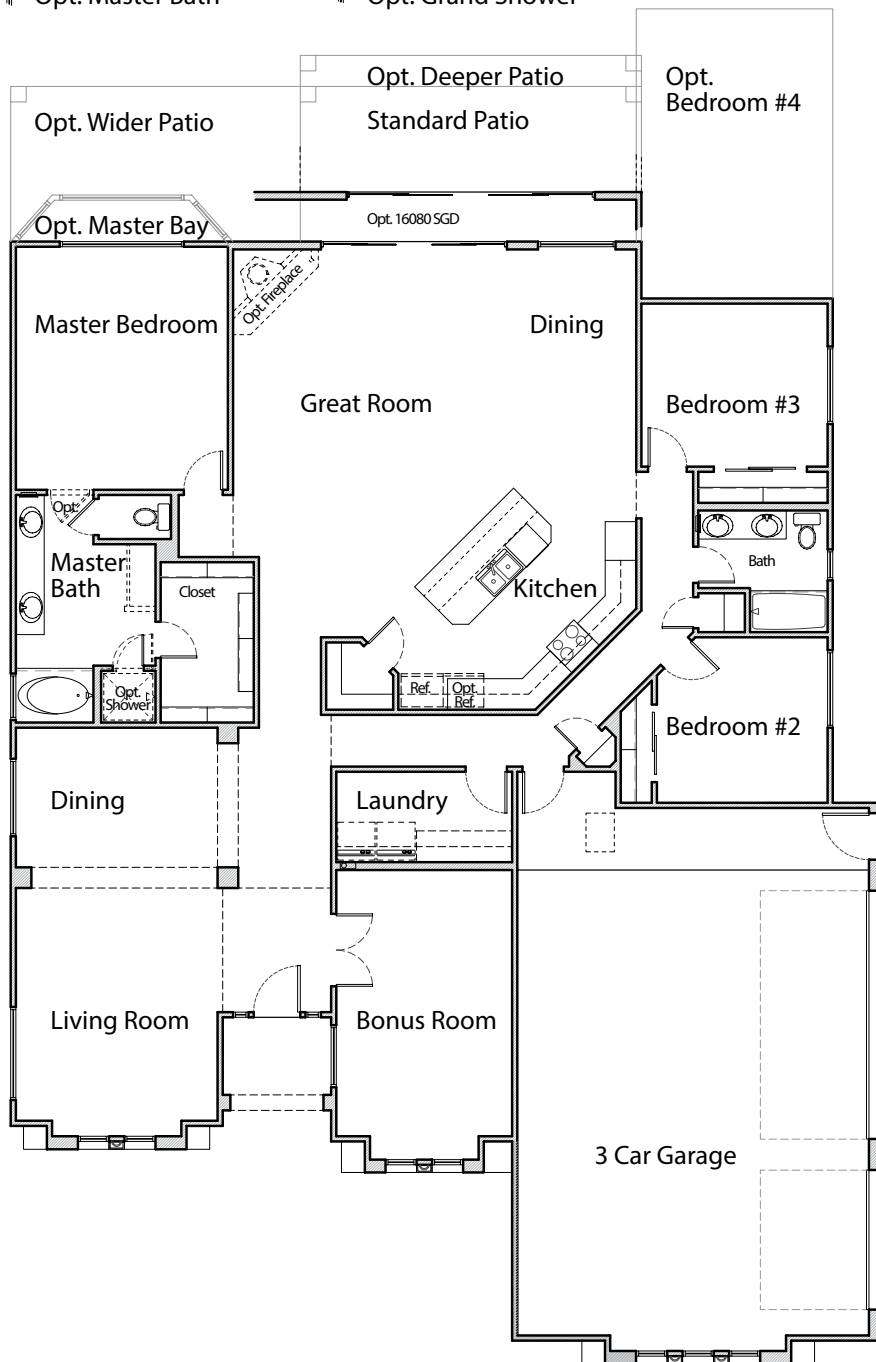 Opt. Master Bath
Opt. Grand Shower
Opt. Deeper Patio
Opt.
Bedroom #4
Opt. Wider Patio
Standard Patio
Opt. Master Bay
Opt. 16080 SGD
Opt. Fireplace
Master Bedroom
Dining
Great Room
Bedroom #3
Opt.
Master
Bath
Closet
Kitchen
Bath
Ref.
Opt.
Ref.
Opt.
Shower
Bedroom #2
Dining
Laundry
Living Room
Bonus Room
3 Car Garage